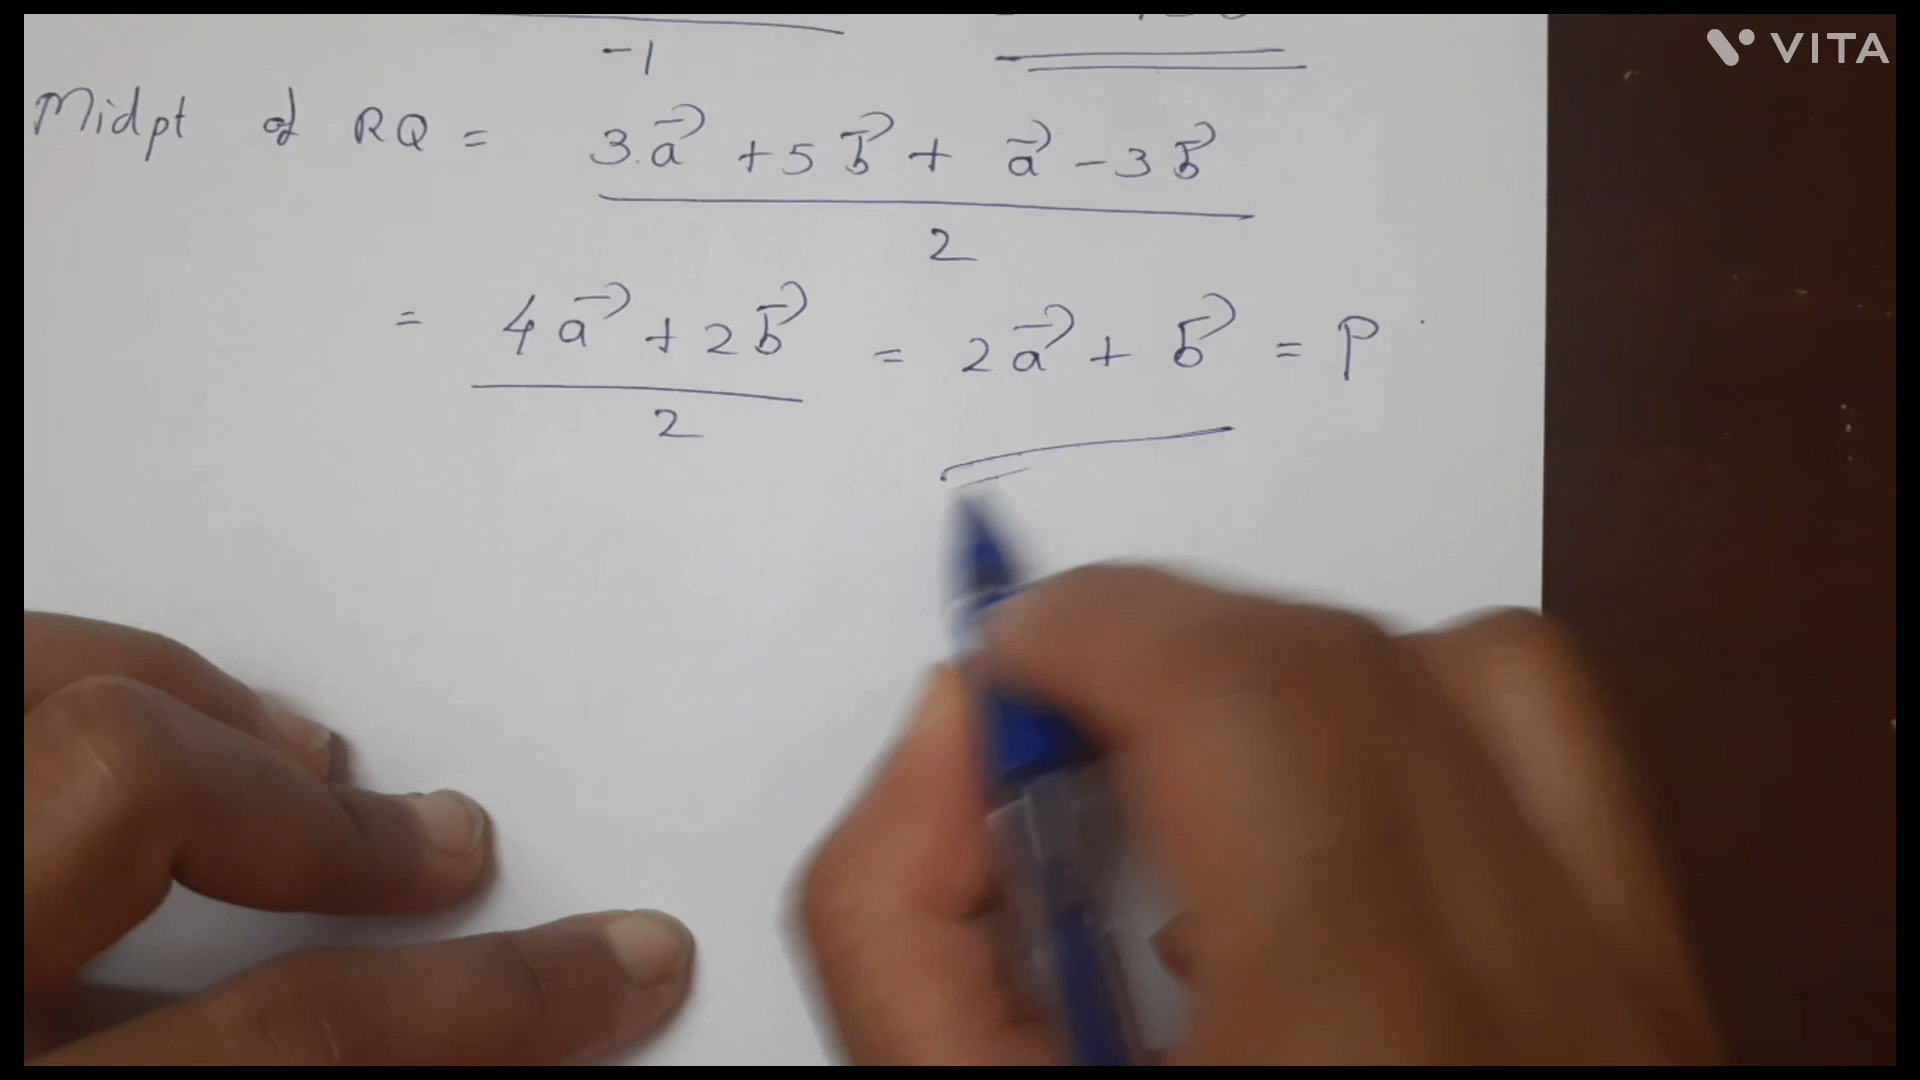 VITA
-1
Midpt of RQ = 3.a⃗ + 5b⃗ + a⃗ - 3b⃗
2
= 4a⃗ + 2b⃗ = 2a⃗ + b⃗ = P
2